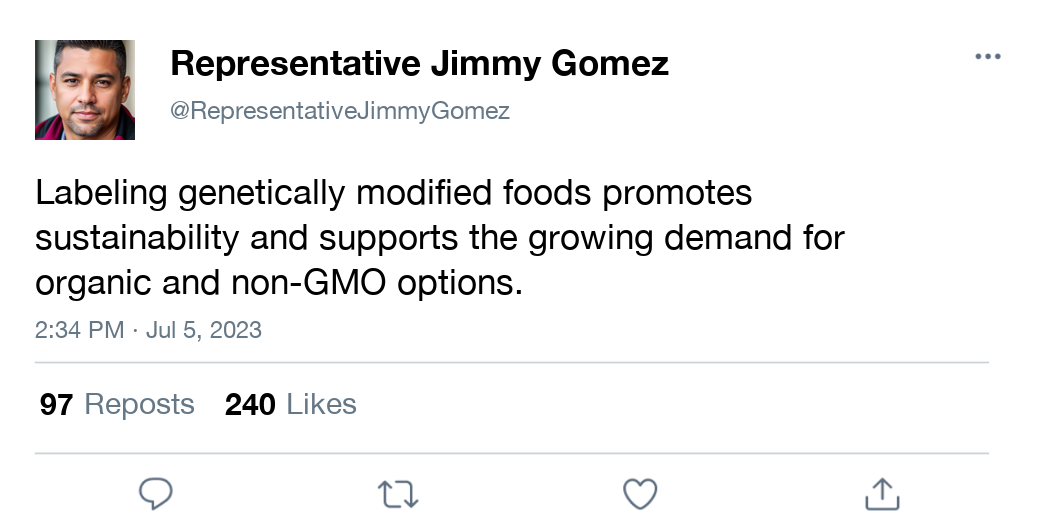 Representative Jimmy Gomez
@RepresentativeJimmyGomez
Labeling genetically modified foods promotes
sustainability and supports the growing demand for
organic and non-GMO options.
2:34 PM · Jul 5, 2023
97 Reposts 240 Likes